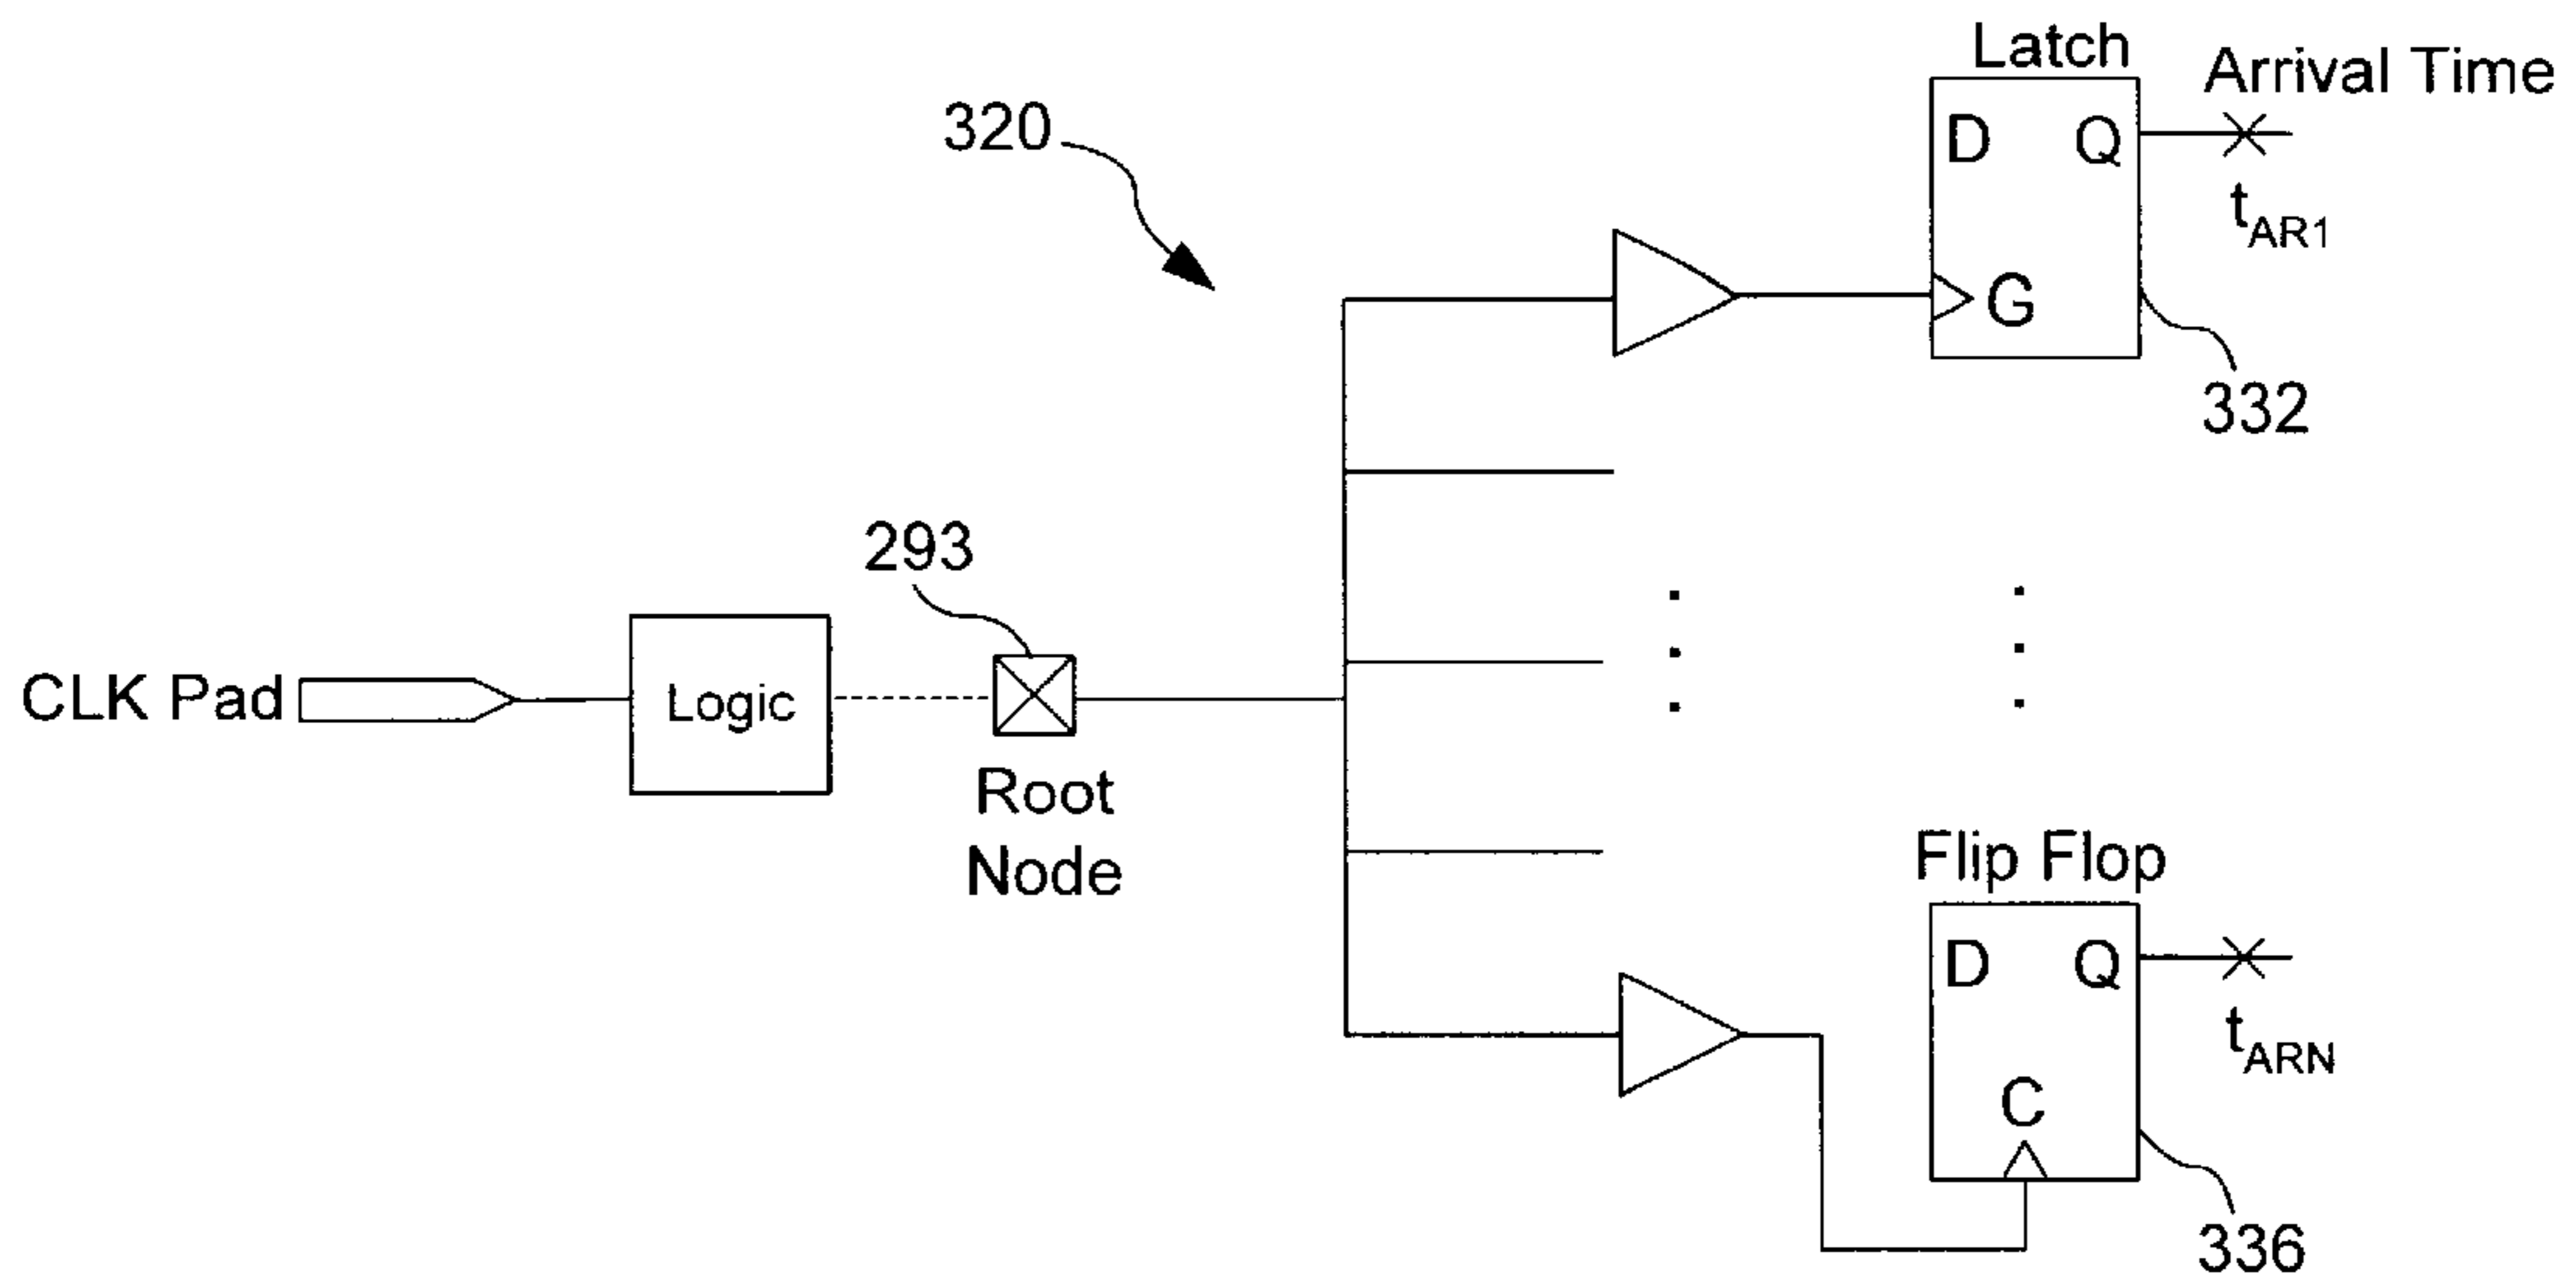 Latch
Arrival Time
320
D Q
tAR1
G
332
293
CLK Pad
Logic
Root
Node
Flip Flop
D Q
tARN
C
336